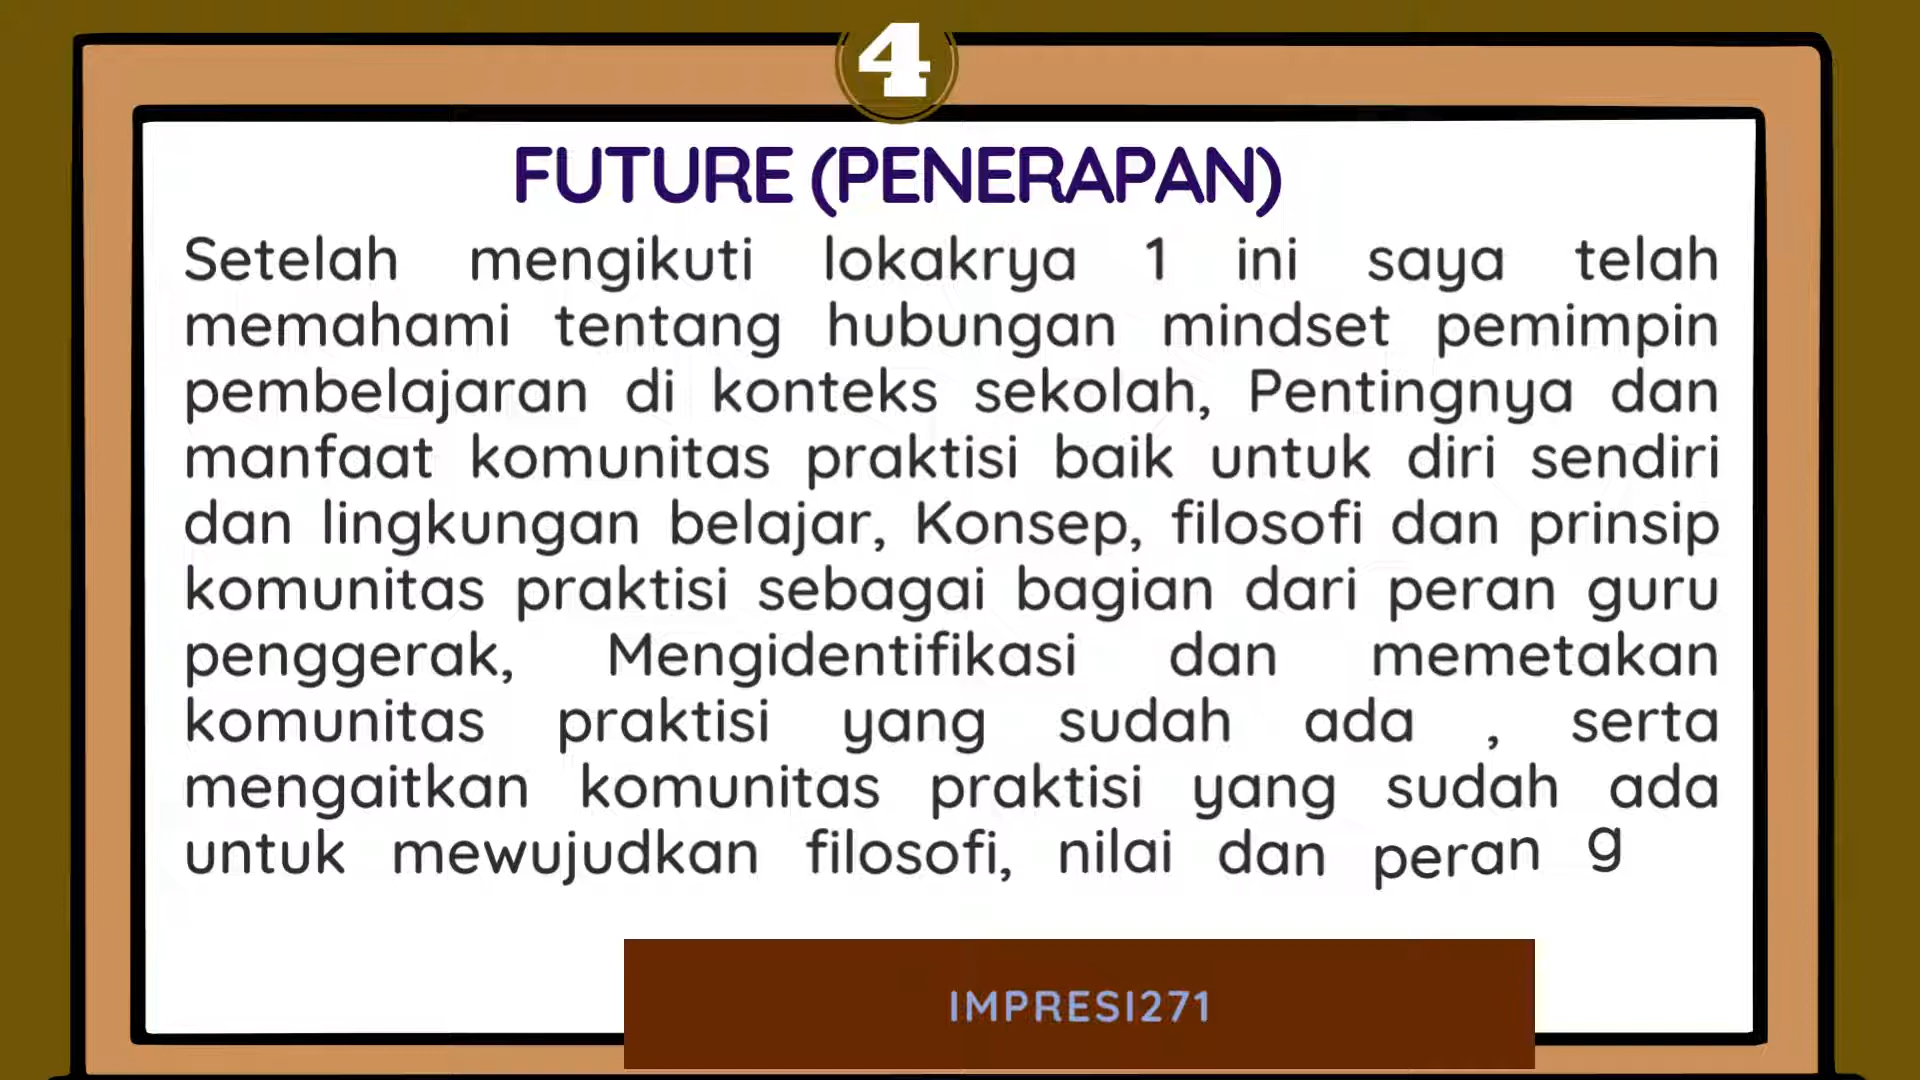 4
FUTURE (PENERAPAN)
Setelah mengikuti lokakrya 1 ini saya telah
memahami tentang hubungan mindset pemimpin
pembelajaran di konteks sekolah, Pentingnya dan
manfaat komunitas praktisi baik untuk diri sendiri
dan lingkungan belajar, Konsep, filosofi dan prinsip
komunitas praktisi sebagai bagian dari peran guru
penggerak, Mengidentifikasi dan memetakan
komunitas praktisi yang sudah ada , serta
mengaitkan komunitas praktisi yang sudah ada
untuk mewujudkan filosofi, nilai dan peran g
IMPRESI271